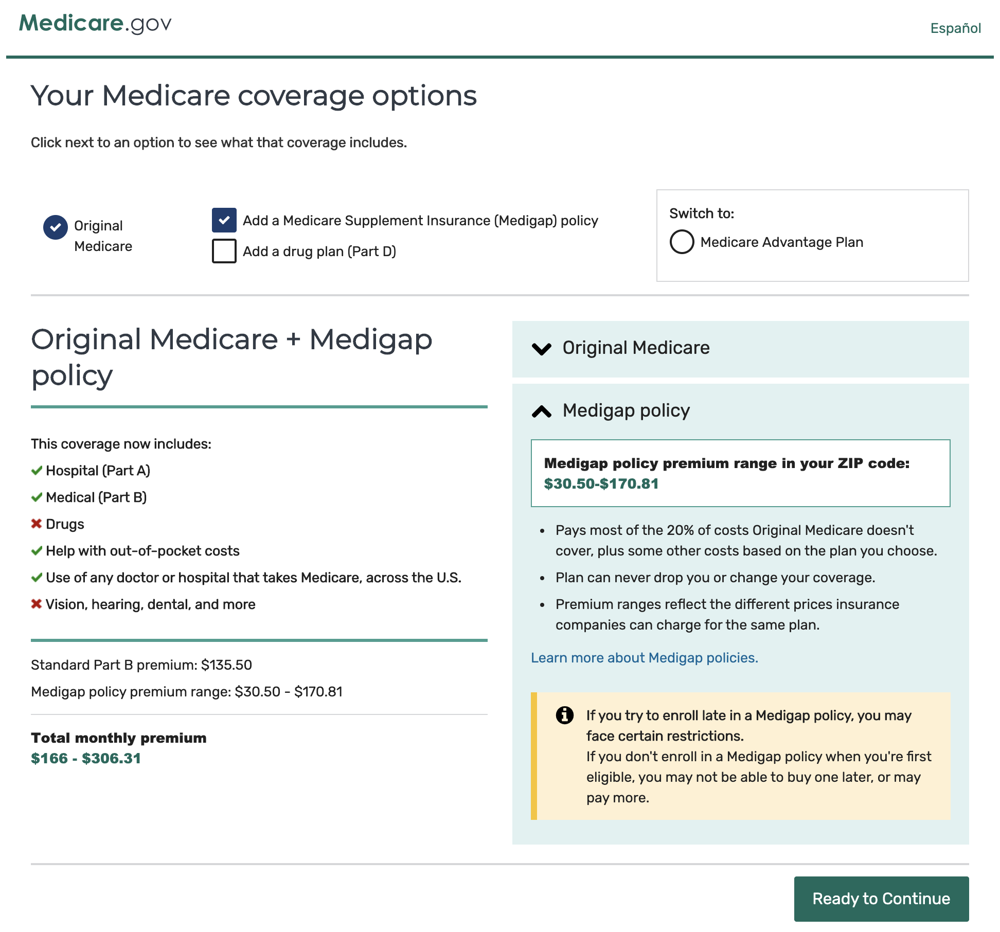 Medicare.gov
Español
Your Medicare coverage options
Click next to an option to see what that coverage includes.
Original
Medicare
Add a Medicare Supplement Insurance (Medigap) policy
Add a drug plan (Part D)
Switch to:
Medicare Advantage Plan
Original Medicare + Medigap
policy
This coverage now includes:
Hospital (Part A)
Medical (Part B)
Drugs
Help with out-of-pocket costs
Use of any doctor or hospital that takes Medicare, across the U.S.
Vision, hearing, dental, and more
Standard Part B premium: $135.50
Medigap policy premium range: $30.50 - $170.81
Total monthly premium
$166 - $306.31
Original Medicare
Medigap policy
Medigap policy premium range in your ZIP code:
$30.50-$170.81
• Pays most of the 20% of costs Original Medicare doesn't
cover, plus some other costs based on the plan you choose.
• Plan can never drop you or change your coverage.
• Premium ranges reflect the different prices insurance
companies can charge for the same plan.
Learn more about Medigap policies.
If you try to enroll late in a Medigap policy, you may
face certain restrictions.
If you don't enroll in a Medigap policy when you're first
eligible, you may not be able to buy one later, or may
pay more.
Ready to Continue